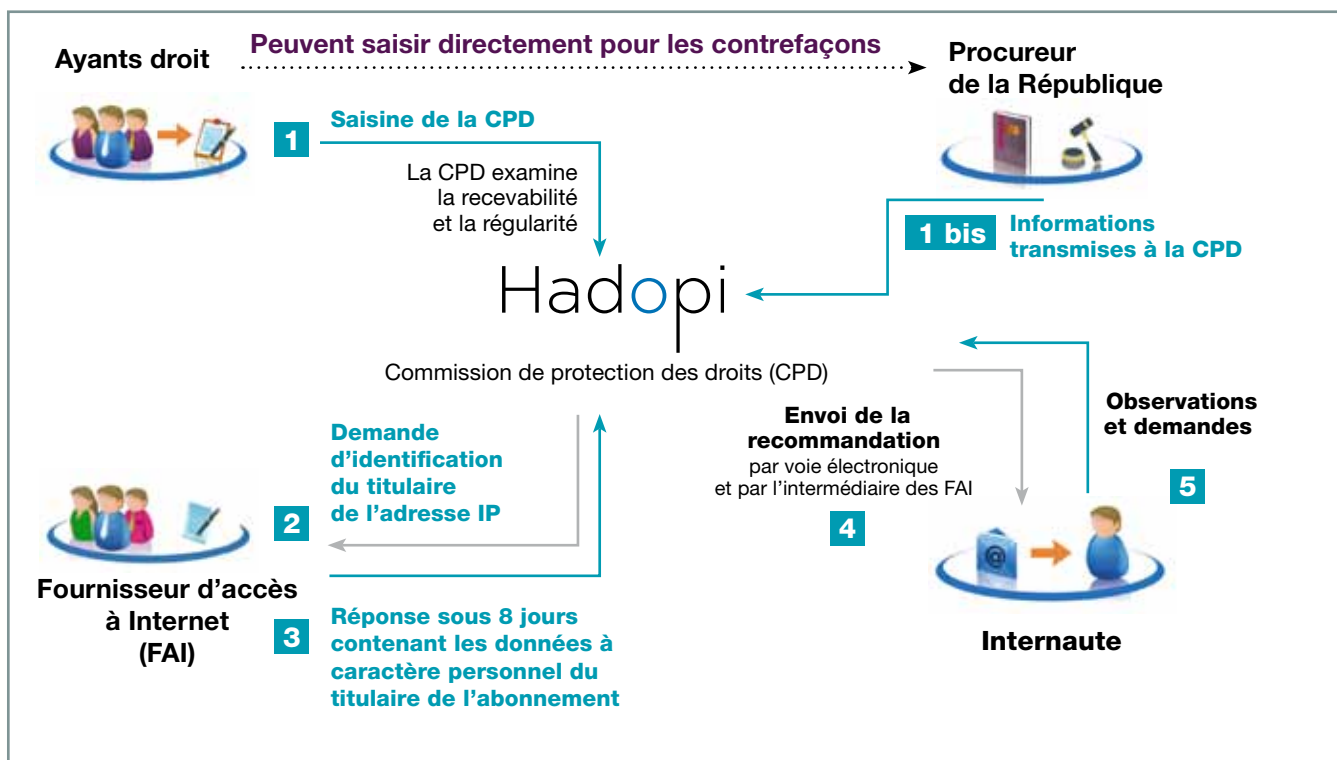 Ayants droit
Peuvent saisir directement pour les contrefaçons
Procureur
de la République
1
Saisine de la CPD
La CPD examine
la recevabilité
et la régularité
1 bis
Informations
transmises à la CPD
Hadopi
Commission de protection des droits (CPD)
2
Demande
d’identification
du titulaire
de l’adresse IP
Fournisseur d’accès
à Internet
(FAI)
3
Réponse sous 8 jours
contenant les données à
caractère personnel du
titulaire de l’abonnement
Envoi de la
recommandation
par voie électronique
et par l’intermédiaire des FAI
4
Observations
et demandes
5
@
Internaute